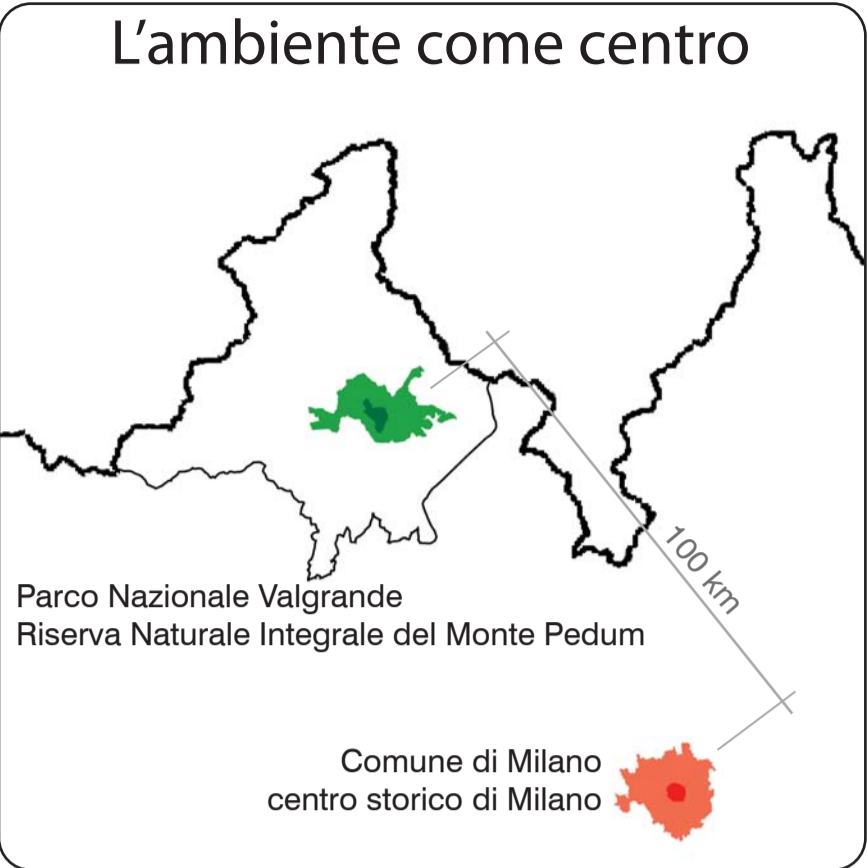 L’ambiente come centro
100 km
Parco Nazionale Valgrande
Riserva Naturale Integrale del Monte Pedum
Comune di Milano
centro storico di Milano